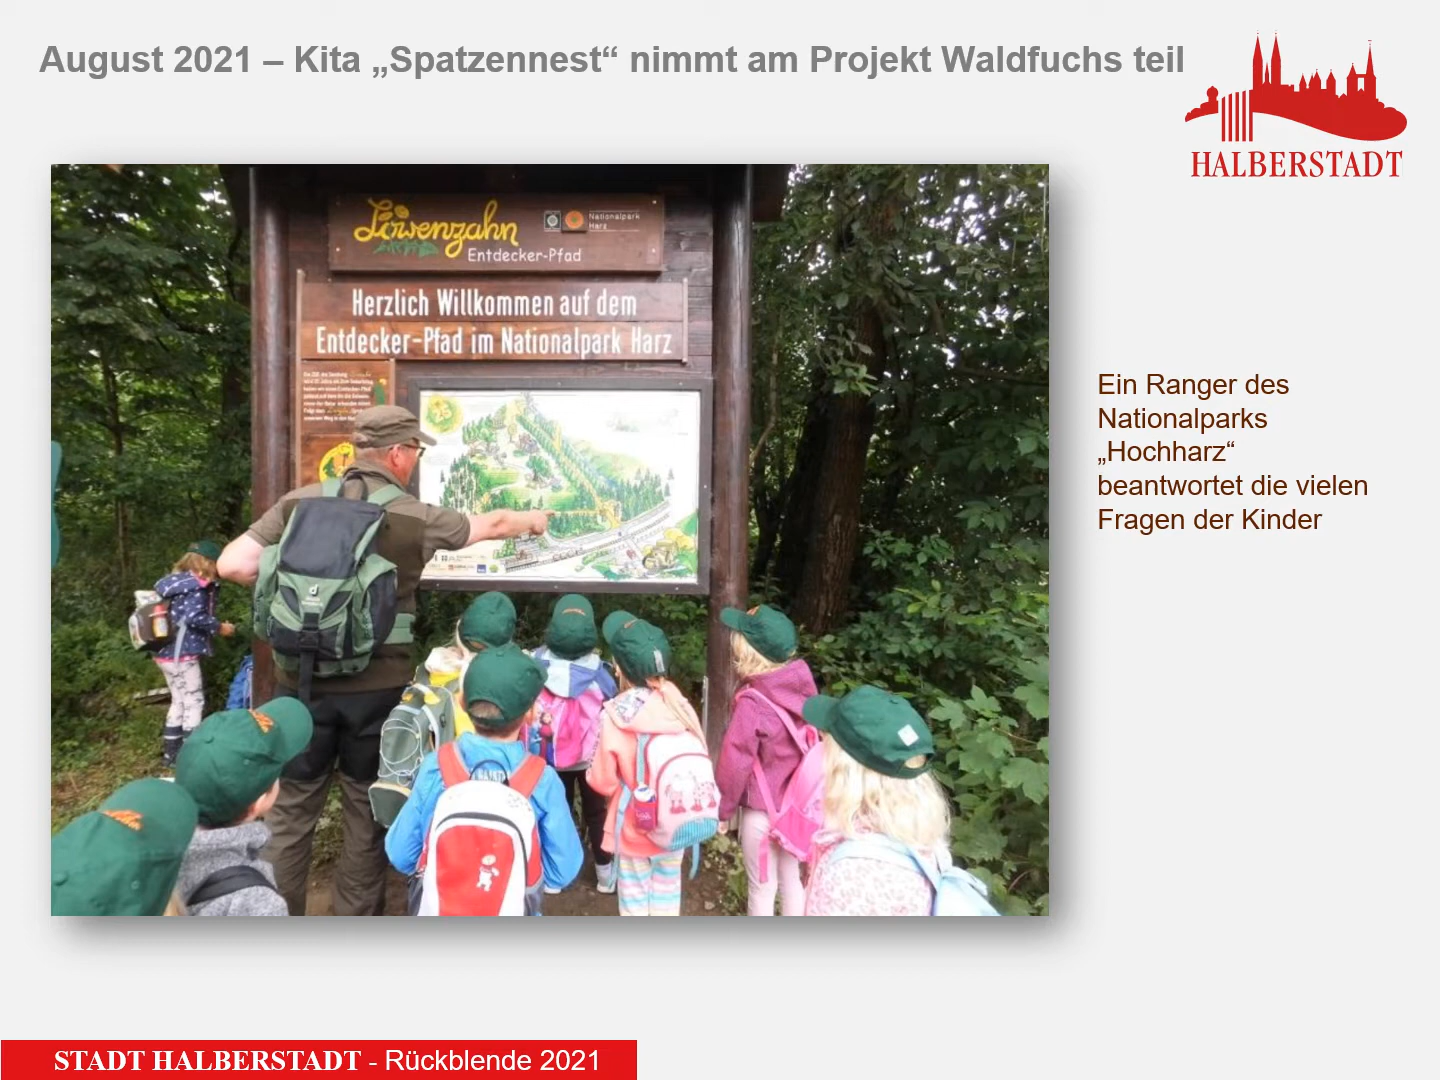 August 2021 – Kita „Spatzennest“ nimmt am Projekt Waldfuchs teil
HALBERSTADT
Löwenzahn
Entdecker-Pfad
Nationalpark
Harz
Herzlich Willkommen auf dem
Entdecker-Pfad im Nationalpark Harz
Ein Ranger des
Nationalparks
„Hochharz“
beantwortet die vielen
Fragen der Kinder
STADT HALBERSTADT - Rückblende 2021